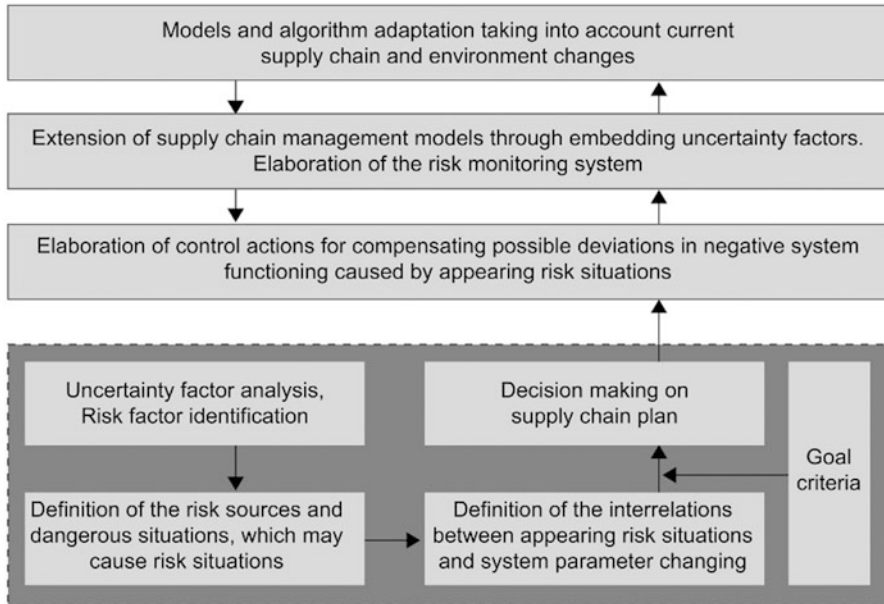 Models and algorithm adaptation taking into account current
supply chain and environment changes
Extension of supply chain management models through embedding uncertainty factors.
Elaboration of the risk monitoring system
Elaboration of control actions for compensating possible deviations in negative system
functioning caused by appearing risk situations
Uncertainty factor analysis,
Risk factor identification
Decision making on
supply chain plan
Goal
criteria
Definition of the risk sources and
dangerous situations, which may
cause risk situations
Definition of the interrelations
between appearing risk situations
and system parameter changing